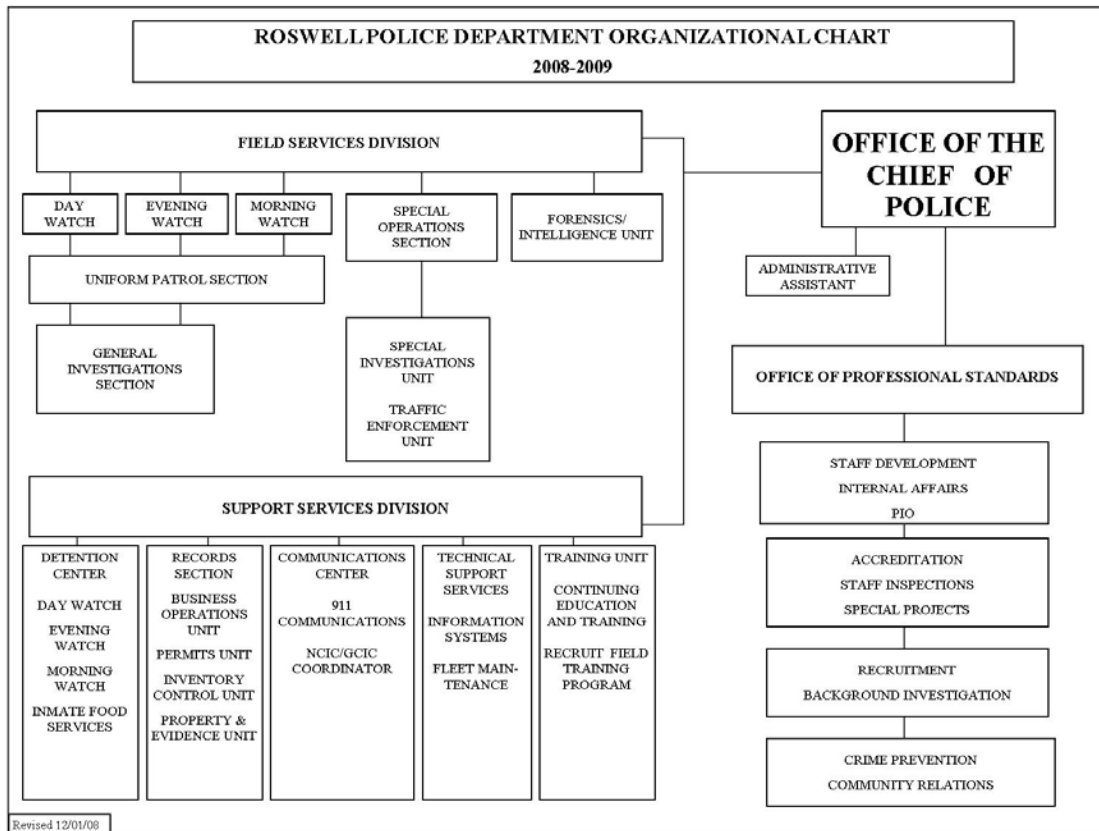 ROSWELL POLICE DEPARTMENT ORGANIZATIONAL CHART
2008-2009
FIELD SERVICES DIVISION
OFFICE OF THE
CHIEF OF
POLICE
DAY
WATCH
EVENING
WATCH
MORNING
WATCH
SPECIAL
OPERATIONS
SECTION
FORENSICS/
INTELLIGENCE UNIT
UNIFORM PATROL SECTION
ADMINISTRATIVE
ASSISTANT
GENERAL
INVESTIGATIONS
SECTION
SPECIAL
INVESTIGATIONS
UNIT
TRAFFIC
ENFORCEMENT
UNIT
OFFICE OF PROFESSIONAL STANDARDS
STAFF DEVELOPMENT
INTERNAL AFFAIRS
PIO
ACCREDITATION
STAFF INSPECTIONS
SPECIAL PROJECTS
RECRUITMENT
BACKGROUND INVESTIGATION
CRIME PREVENTION
COMMUNITY RELATIONS
SUPPORT SERVICES DIVISION
DETENTION
CENTER
DAY WATCH
EVENING
WATCH
MORNING
WATCH
INMATE FOOD
SERVICES
RECORDS
SECTION
BUSINESS
OPERATIONS
UNIT
PERMITS UNIT
INVENTORY
CONTROL UNIT
PROPERTY &
EVIDENCE UNIT
COMMUNICATIONS
CENTER
911
COMMUNICATIONS
NCIC/GCIC
COORDINATOR
TECHNICAL
SUPPORT
SERVICES
INFORMATION
SYSTEMS
FLEET MAIN-
TENANCE
TRAINING UNIT
CONTINUING
EDUCATION
AND TRAINING
RECRUIT FIELD
TRAINING
PROGRAM
Revised 12/01/08